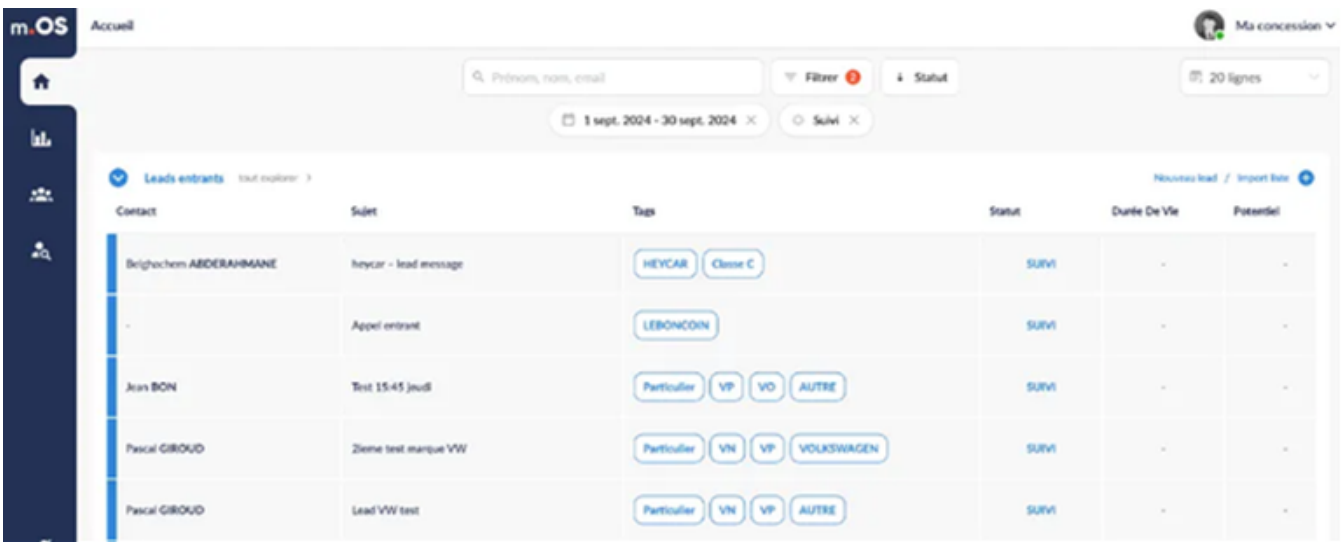 m.OS Accueil Ma concession
Prénom, nom, email Filtrer 2 Statut 20 lignes
1 sept. 2024 - 30 sept. 2024 Suivi
Leads entrants tout explorer Nouveau lead / Import liste
Contact Sujet Tags Statut Durée De Vie Potentiel
Belghachem ABDERAHMANE heycar - lead message HEYCAR Classe C SUIVI - -
- Appel entrant LEBONCOIN SUIVI - -
Jean BON Test 15:45 jeudi Particulier VP VO AUTRE SUIVI - -
Pascal GIROUD 2ieme test marque VW Particulier VN VP VOLKSWAGEN SUIVI - -
Pascal GIROUD Lead VW test Particulier VN VP AUTRE SUIVI - -